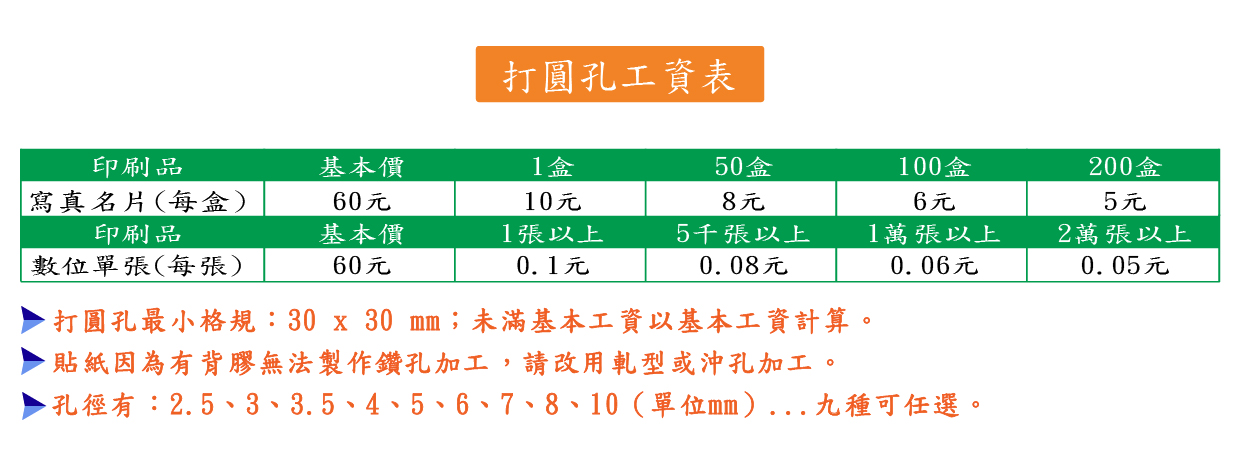 打圓孔工資表
印刷品 基本價 1盒 50盒 100盒 200盒
寫真名片(每盒) 60元 10元 8元 6元 5元
印刷品 基本價 1張以上 5千張以上 1萬張以上 2萬張以上
數位單張(每張) 60元 0.1元 0.08元 0.06元 0.05元
打圓孔最小格規：30 x 30 mm；未滿基本工資以基本工資計算。
貼紙因為有背膠無法製作鑽孔加工，請改用軋型或沖孔加工。
孔徑有：2.5、3、3.5、4、5、6、7、8、10（單位mm）...九種可任選。